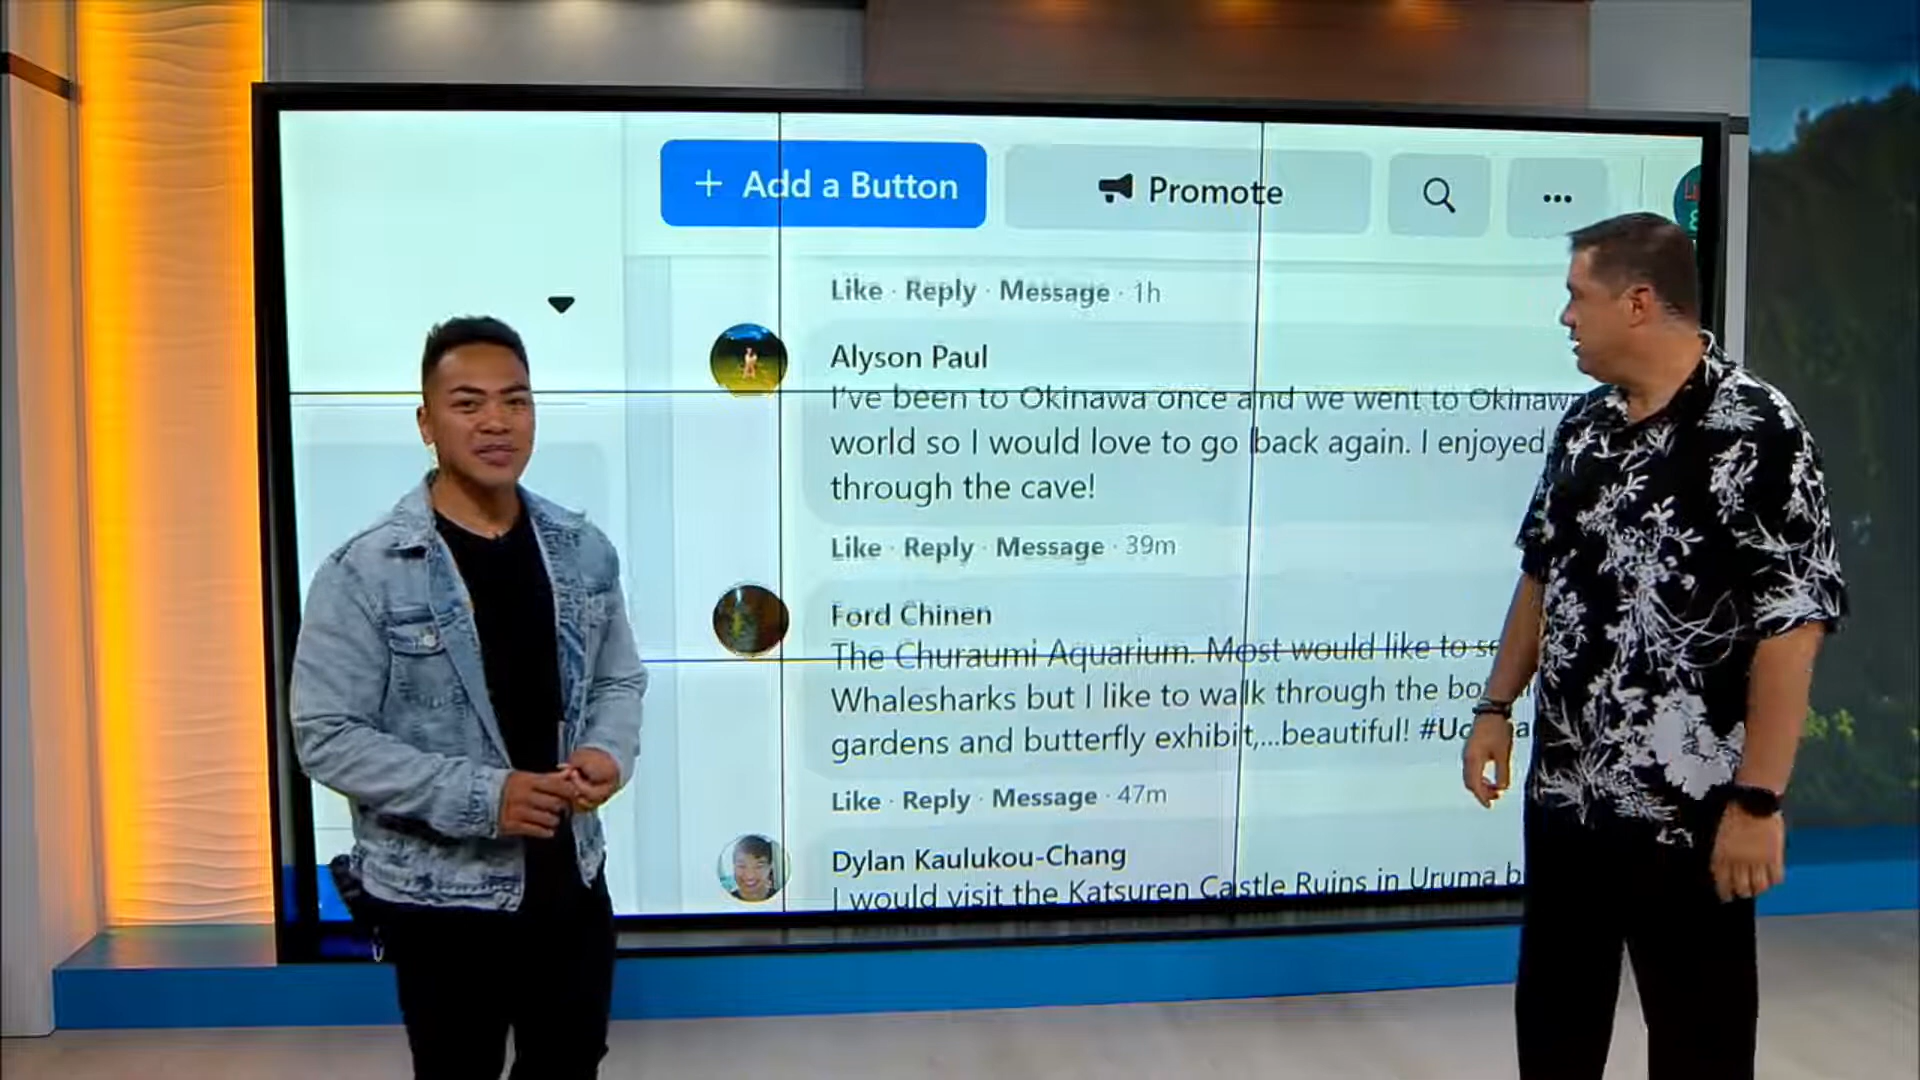 + Add a Button
Promote
...
Like · Reply · Message · 1h
Alyson Paul
I've been to Okinawa once and we went to
world so I would love to go back again. I enjoyed
through the cave!
Like · Reply · Message · 39m
Ford Chinen
The Churaumi Aquarium. Most would like to
Whalesharks but I like to walk through the
gardens and butterfly exhibit,...beautiful!
Like · Reply · Message · 47m
Dylan Kaulukou-Chang
I would visit the Katsuren Castle Ruins in Uruma